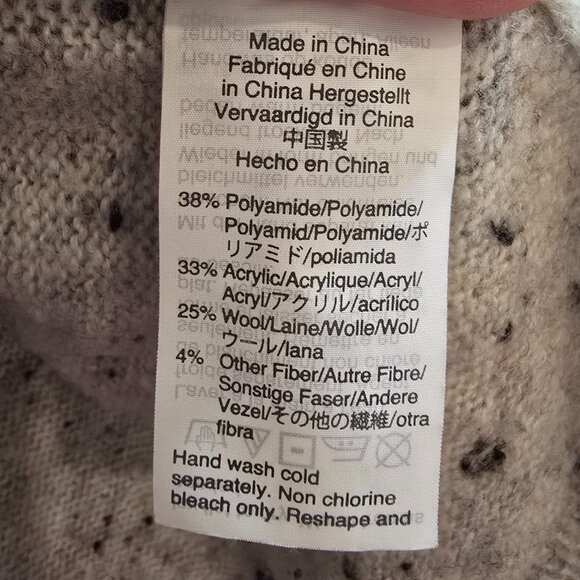 Made in China
Fabriqué en Chine
in China Hergestellt
Vervaardigd in China
中国製
Hecho en China
38% Polyamide/Polyamide/
Polyamid/Polyamide/ポ
リアミド/poliamida
33% Acrylic/Acrylique/Acryl/
Acryl/アクリル/acrílico
25% Wool/Laine/Wolle/Wol/
ウール/lana
4% Other Fiber/Autre Fibre/
Sonstige Faser/Andere
Vezel/その他の繊維/otra
fibra
Hand wash cold
separately. Non chlorine
bleach only. Reshape and